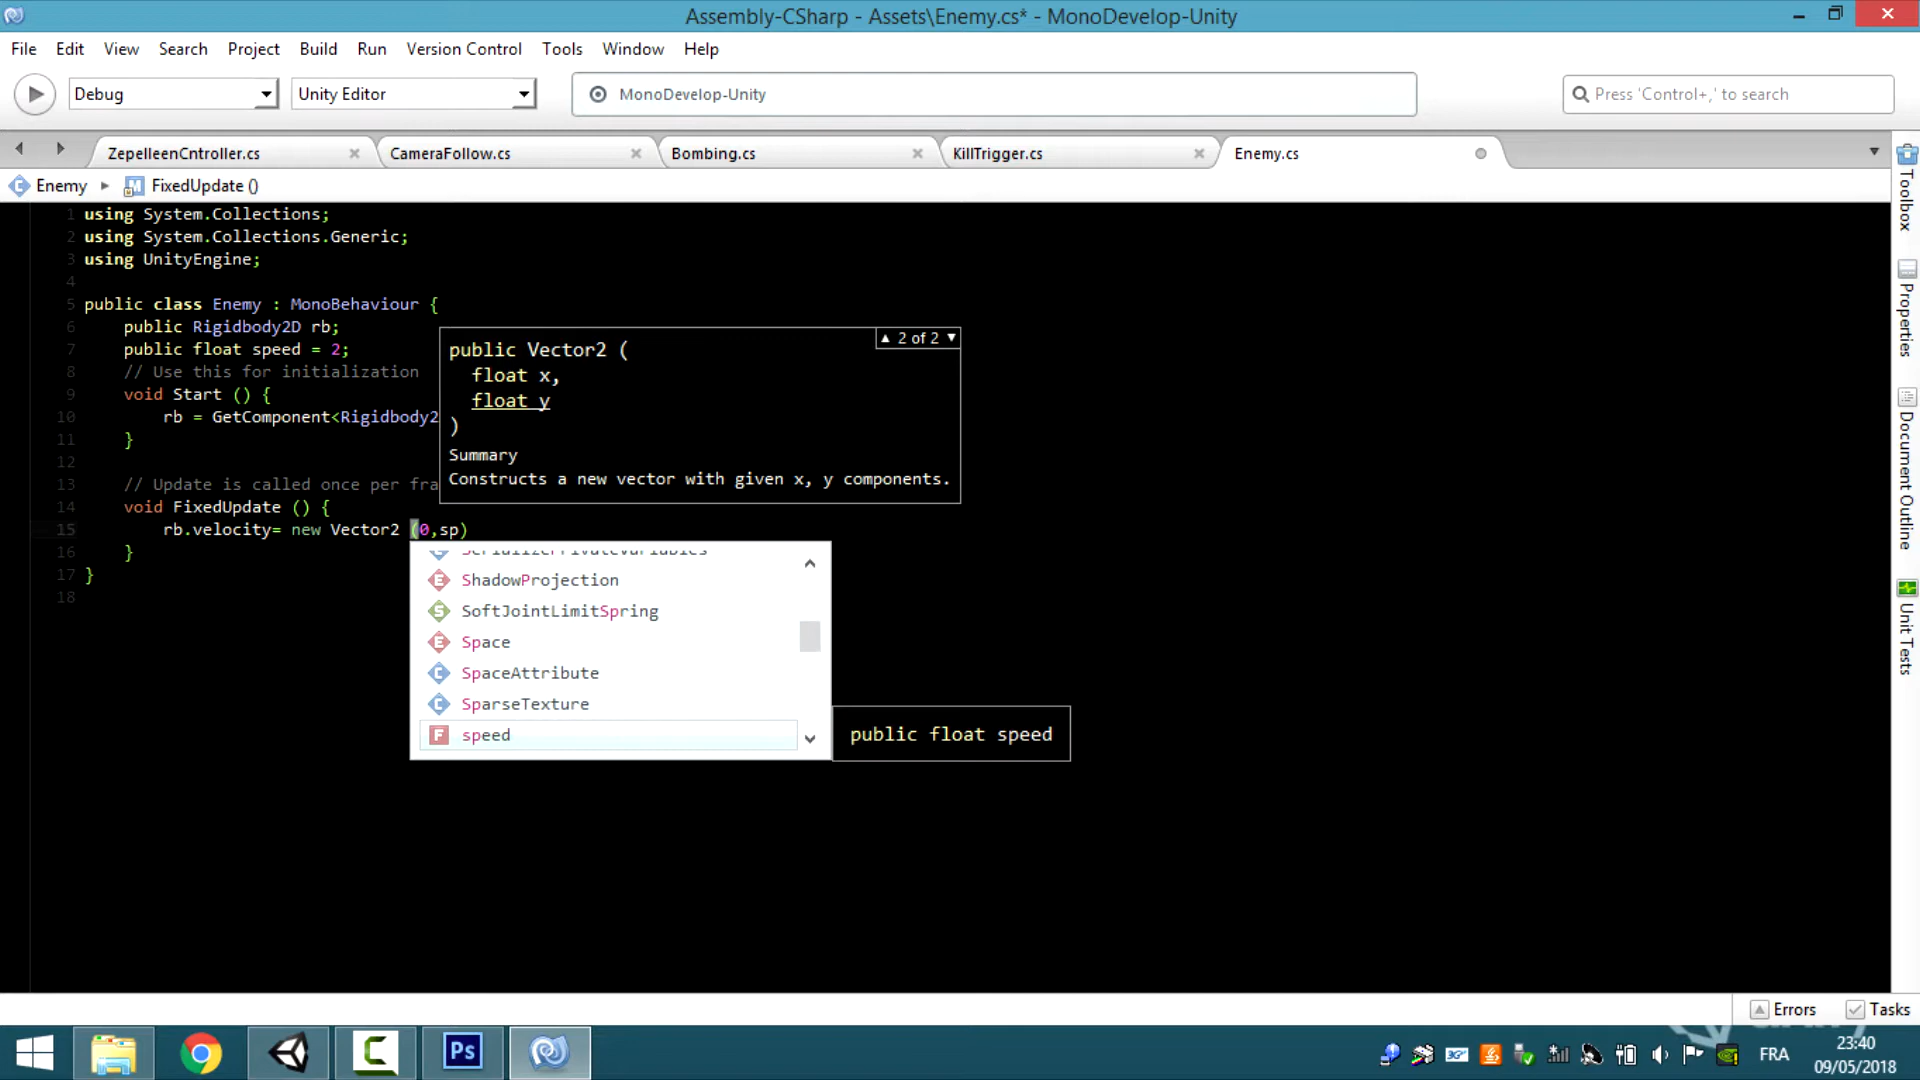 Assembly-CSharp - Assets\Enemy.cs* - MonoDevelop-Unity
File Edit View Search Project Build Run Version Control Tools Window Help
Debug Unity Editor MonoDevelop-Unity Press 'Control+,' to search
ZepelleenCntroller.cs CameraFollow.cs Bombing.cs KillTrigger.cs Enemy.cs
Enemy FixedUpdate ()
1 using System.Collections;
2 using System.Collections.Generic;
3 using UnityEngine;
4
5 public class Enemy : MonoBehaviour {
6 public Rigidbody2D rb;
7 public float speed = 2;
8 // Use this for initialization
9 void Start () {
10 rb = GetComponent<Rigidbody2
11 }
12
13 // Update is called once per fra
14 void FixedUpdate () {
15 rb.velocity= new Vector2 (0,sp)
16 }
17 }
18
2 of 2
public Vector2 (
float x,
float y
)
Summary
Constructs a new vector with given x, y components.
SerializePrivateVariables
ShadowProjection
SoftJointLimitSpring
Space
SpaceAttribute
SparseTexture
speed
public float speed
Toolbox
Properties
Document Outline
Unit Tests
Errors Tasks
Ps
3G
FRA
23:40
09/05/2018